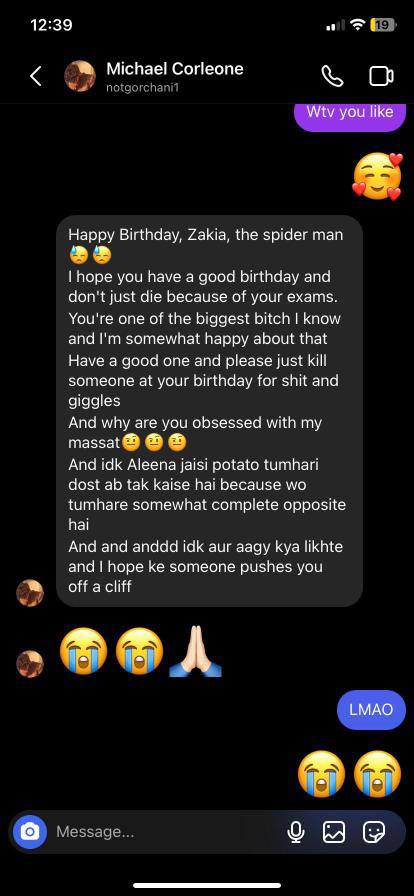 12:39
19
Michael Corleone
notgorchani1
Wtv you like
🥰
Happy Birthday, Zakia, the spider man
😓😓
I hope you have a good birthday and
don't just die because of your exams.
You're one of the biggest bitch I know
and I'm somewhat happy about that
Have a good one and please just kill
someone at your birthday for shit and
giggles
And why are you obsessed with my
massat🤨🤨🤨
And idk Aleena jaisi potato tumhari
dost ab tak kaise hai because wo
tumhare somewhat complete opposite
hai
And and anddd idk aur aagy kya likhte
and I hope ke someone pushes you
off a cliff
😭😭🙏🏻
LMAO
😭😭
Message...